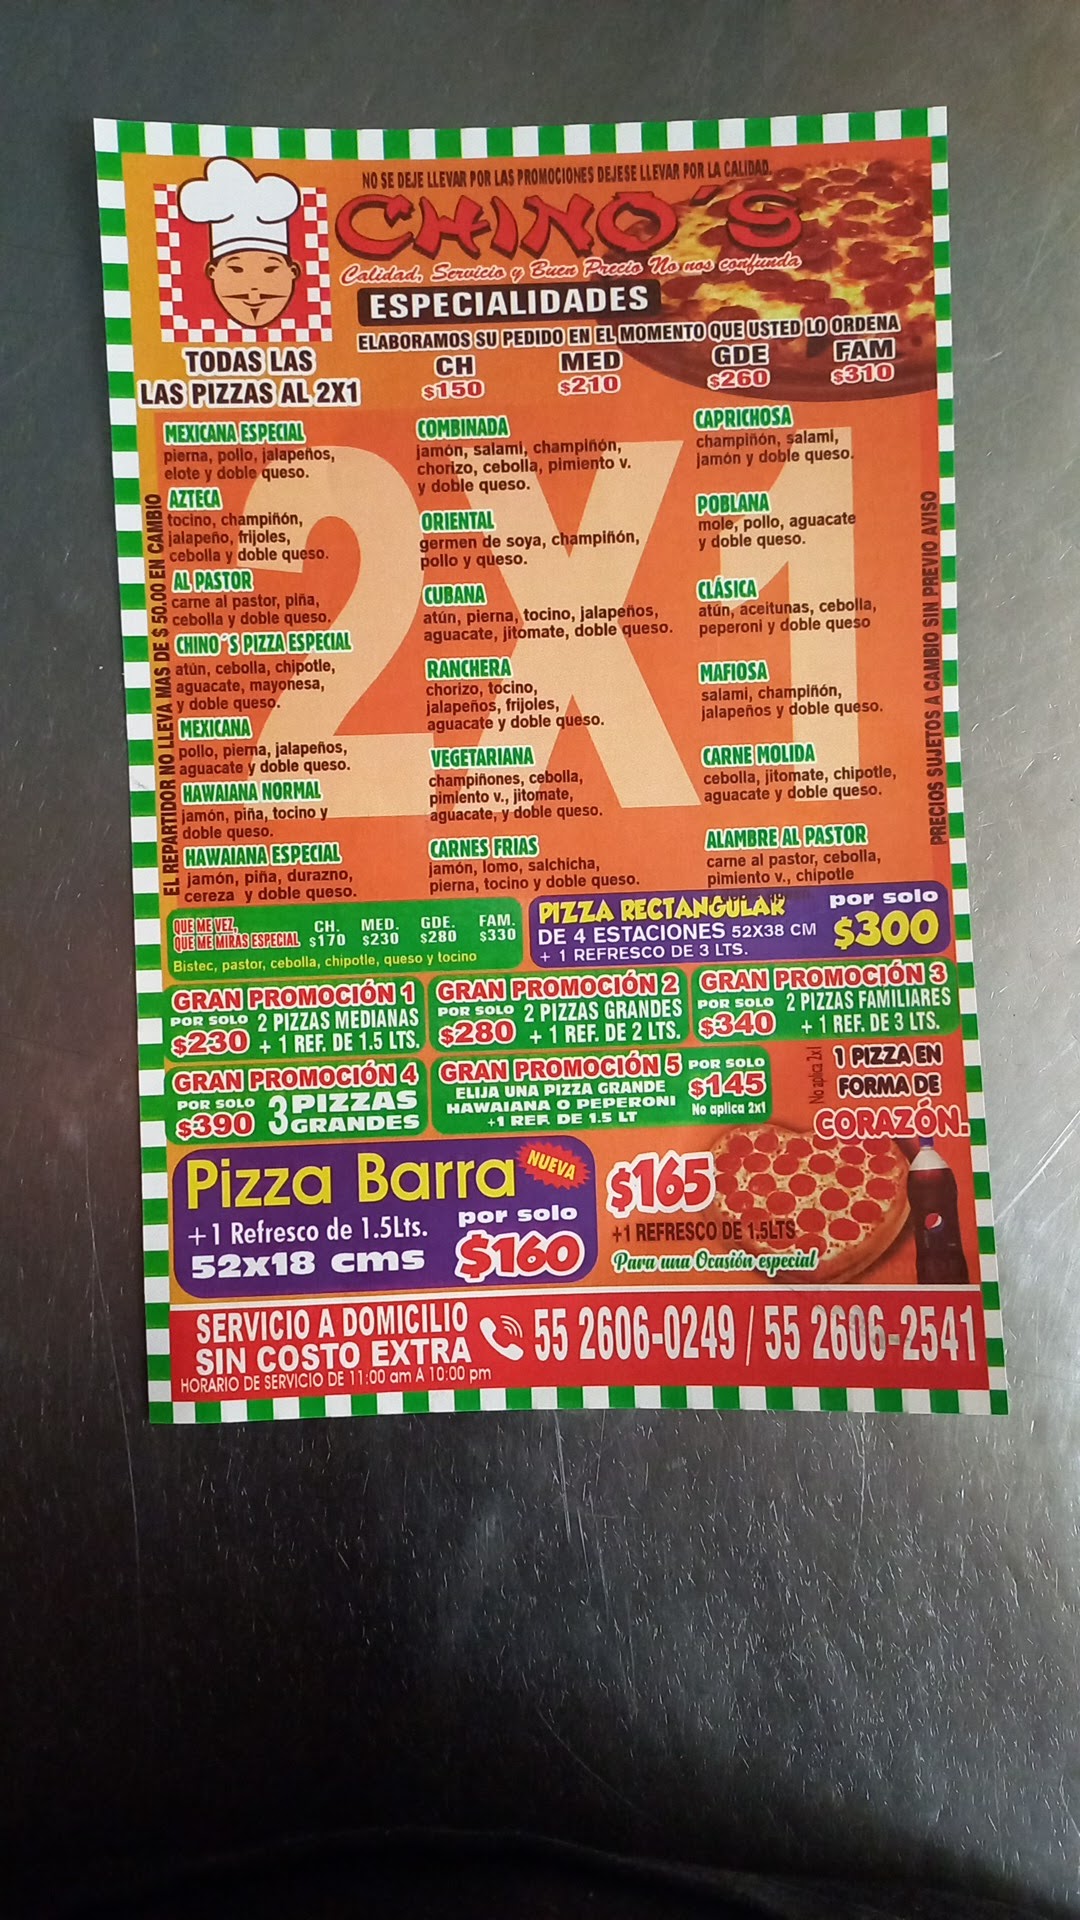 NO SE DEJE LLEVAR POR LAS PROMOCIONES DEJESE LLEVAR POR LA CALIDAD.
CHINO´S
Calidad, Servicio y Buen Precio No nos confunda
ESPECIALIDADES
ELABORAMOS SU PEDIDO EN EL MOMENTO QUE USTED LO ORDENA
TODAS LAS
LAS PIZZAS AL 2X1
CH MED GDE FAM
$150 $210 $260 $310
2X1
EL REPARTIDOR NO LLEVA MAS DE $ 50.00 EN CAMBIO
MEXICANA ESPECIAL
pierna, pollo, jalapeños,
elote y doble queso.
AZTECA
tocino, champiñón,
jalapeño, frijoles,
cebolla y doble queso.
AL PASTOR
carne al pastor, piña,
cebolla y doble queso.
CHINO´S PIZZA ESPECIAL
atún, cebolla, chipotle,
aguacate, mayonesa,
y doble queso.
MEXICANA
pollo, pierna, jalapeños,
aguacate y doble queso.
HAWAIANA NORMAL
jamón, piña, tocino y
doble queso.
HAWAIANA ESPECIAL
jamón, piña, durazno,
cereza y doble queso.
COMBINADA
jamón, salami, champiñón,
chorizo, cebolla, pimiento v.
y doble queso.
ORIENTAL
germen de soya, champiñón,
pollo y queso.
CUBANA
atún, pierna, tocino, jalapeños,
aguacate, jitomate, doble queso.
RANCHERA
chorizo, tocino,
jalapeños, frijoles,
aguacate y doble queso.
VEGETARIANA
champiñones, cebolla,
pimiento v., jitomate,
aguacate, y doble queso.
CARNES FRIAS
jamón, lomo, salchicha,
pierna, tocino y doble queso.
CAPRICHOSA
champiñón, salami,
jamón y doble queso.
POBLANA
mole, pollo, aguacate
y doble queso.
CLÁSICA
atún, aceitunas, cebolla,
peperoni y doble queso
MAFIOSA
salami, champiñón,
jalapeños y doble queso.
CARNE MOLIDA
cebolla, jitomate, chipotle,
aguacate y doble queso.
ALAMBRE AL PASTOR
carne al pastor, cebolla,
pimiento v., chipotle
PRECIOS SUJETOS A CAMBIO SIN PREVIO AVISO
QUE ME VEZ,
QUE ME MIRAS ESPECIAL
CH. MED. GDE. FAM.
$170 $230 $280 $330
Bistec, pastor, cebolla, chipotle, queso y tocino
PIZZA RECTANGULAR
DE 4 ESTACIONES 52X38 CM
+ 1 REFRESCO DE 3 LTS.
por solo
$300
GRAN PROMOCIÓN 1
POR SOLO 2 PIZZAS MEDIANAS
$230 + 1 REF. DE 1.5 LTS.
GRAN PROMOCIÓN 2
POR SOLO 2 PIZZAS GRANDES
$280 + 1 REF. DE 2 LTS.
GRAN PROMOCIÓN 3
POR SOLO 2 PIZZAS FAMILIARES
$340 + 1 REF. DE 3 LTS.
GRAN PROMOCIÓN 4
POR SOLO 3 PIZZAS
$390 GRANDES
GRAN PROMOCIÓN 5
ELIJA UNA PIZZA GRANDE
HAWAIANA O PEPERONI
+1 REF. DE 1.5 LT
POR SOLO
$145
No aplica 2x1
No aplica 2x1
1 PIZZA EN
FORMA DE
CORAZÓN.
Pizza Barra
NUEVA
+1 Refresco de 1.5Lts.
52x18 cms
por solo
$160
$165
+1 REFRESCO DE 1.5LTS
Para una Ocasión especial
SERVICIO A DOMICILIO
SIN COSTO EXTRA
HORARIO DE SERVICIO DE 11:00 am A 10:00 pm
55 2606-0249 / 55 2606-2541